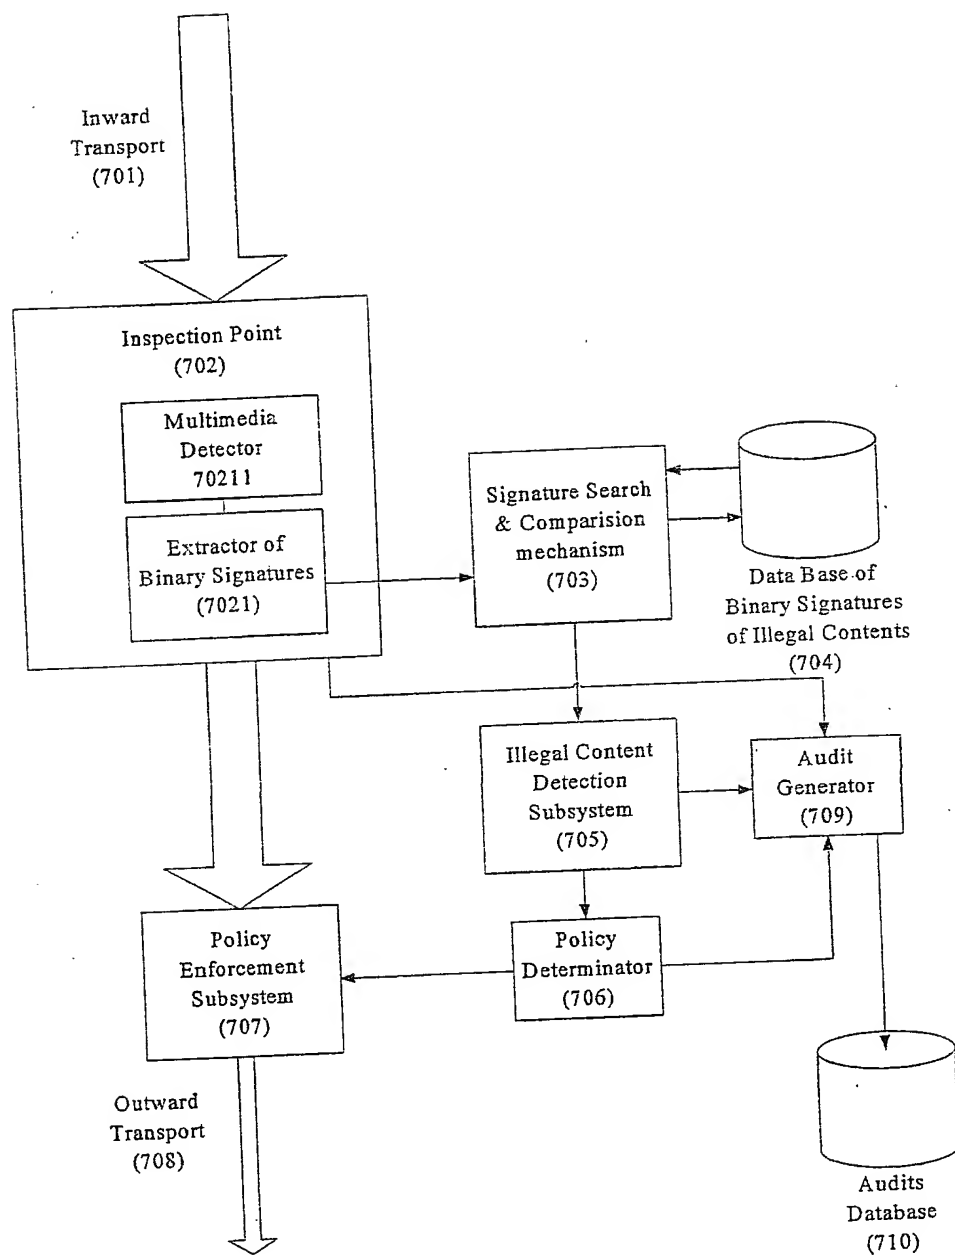 Inward
Transport
(701)
Inspection Point
(702)
Multimedia
Detector
70211
Extractor of
Binary Signatures
(7021)
Signature Search
& Comparision
mechanism
(703)
Data Base of
Binary Signatures
of Illegal Contents
(704)
Illegal Content
Detection
Subsystem
(705)
Audit
Generator
(709)
Policy
Enforcement
Subsystem
(707)
Policy
Determinator
(706)
Outward
Transport
(708)
Audits
Database
(710)